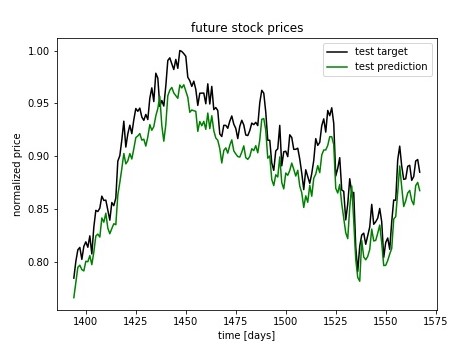 future stock prices
test target
test prediction
normalized price
1.00
0.95
0.90
0.85
0.80
1400
1425
1450
1475
1500
1525
1550
1575
time [days]